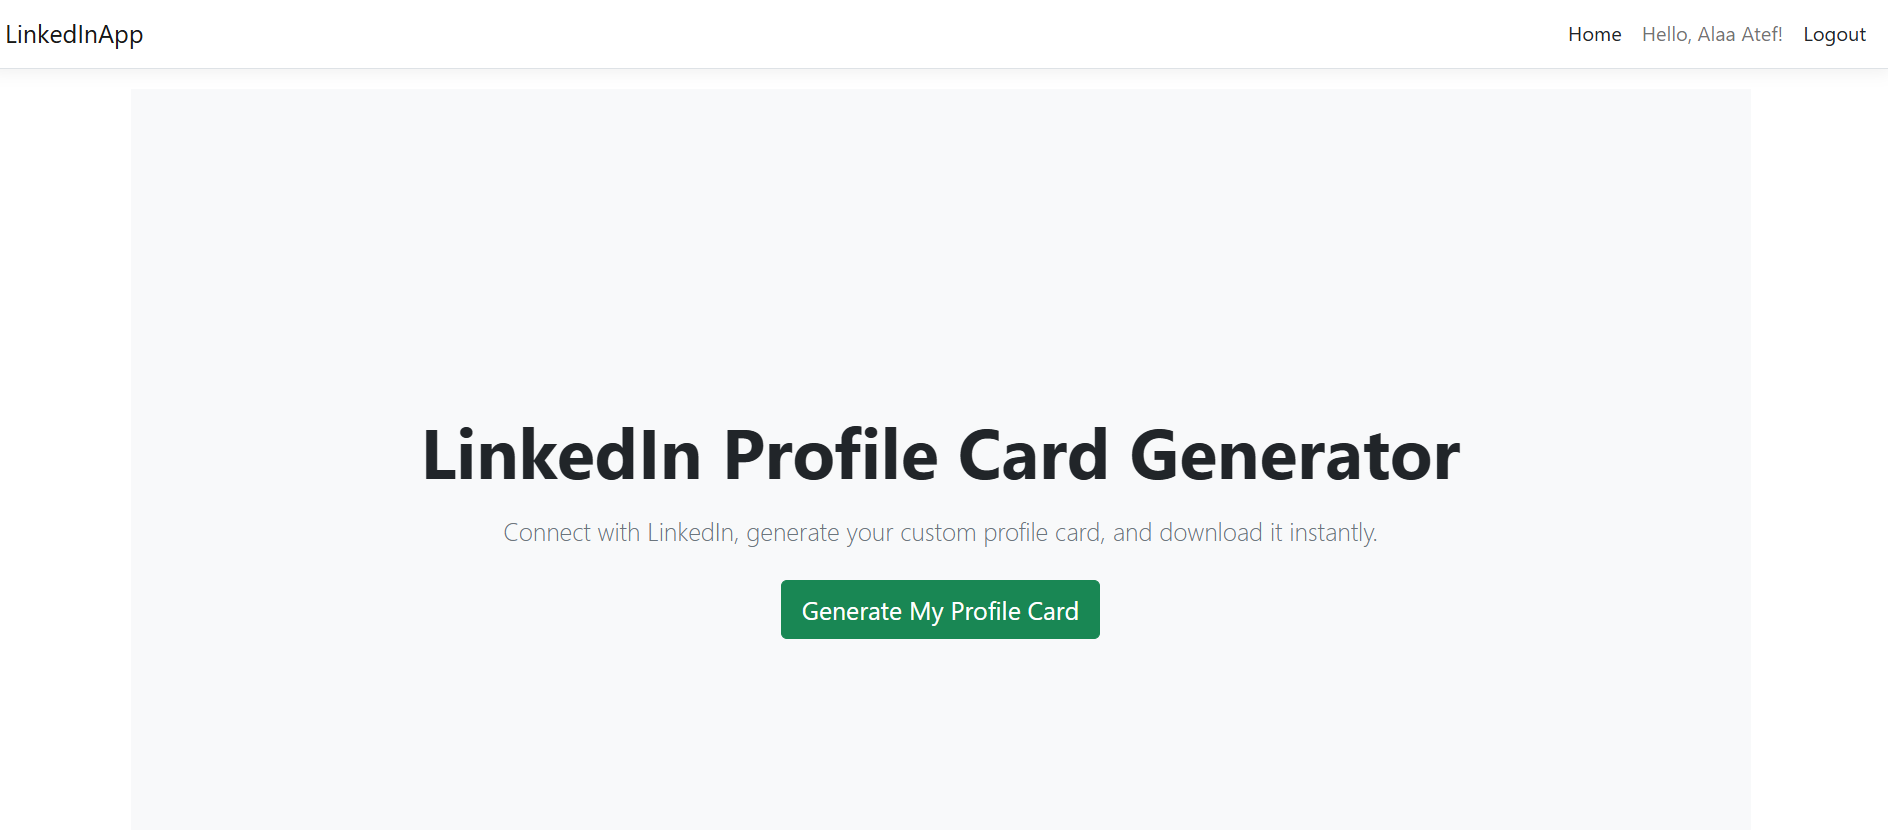 LinkedInApp Home Hello, Alaa Atef! Logout
LinkedIn Profile Card Generator
Connect with LinkedIn, generate your custom profile card, and download it instantly.
Generate My Profile Card